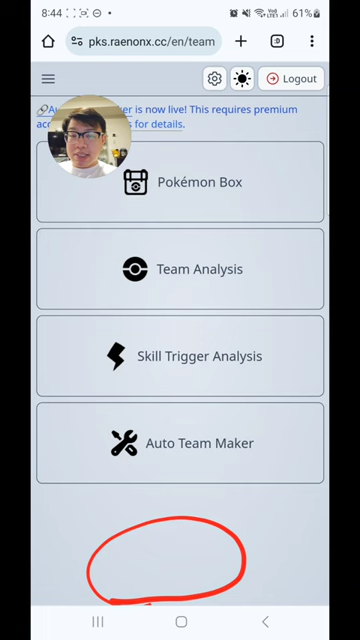 8:44
61%
pks.raenonx.cc/en/team
:D
Logout
er is now live! This requires premium
for details.
Pokémon Box
Team Analysis
Skill Trigger Analysis
Auto Team Maker